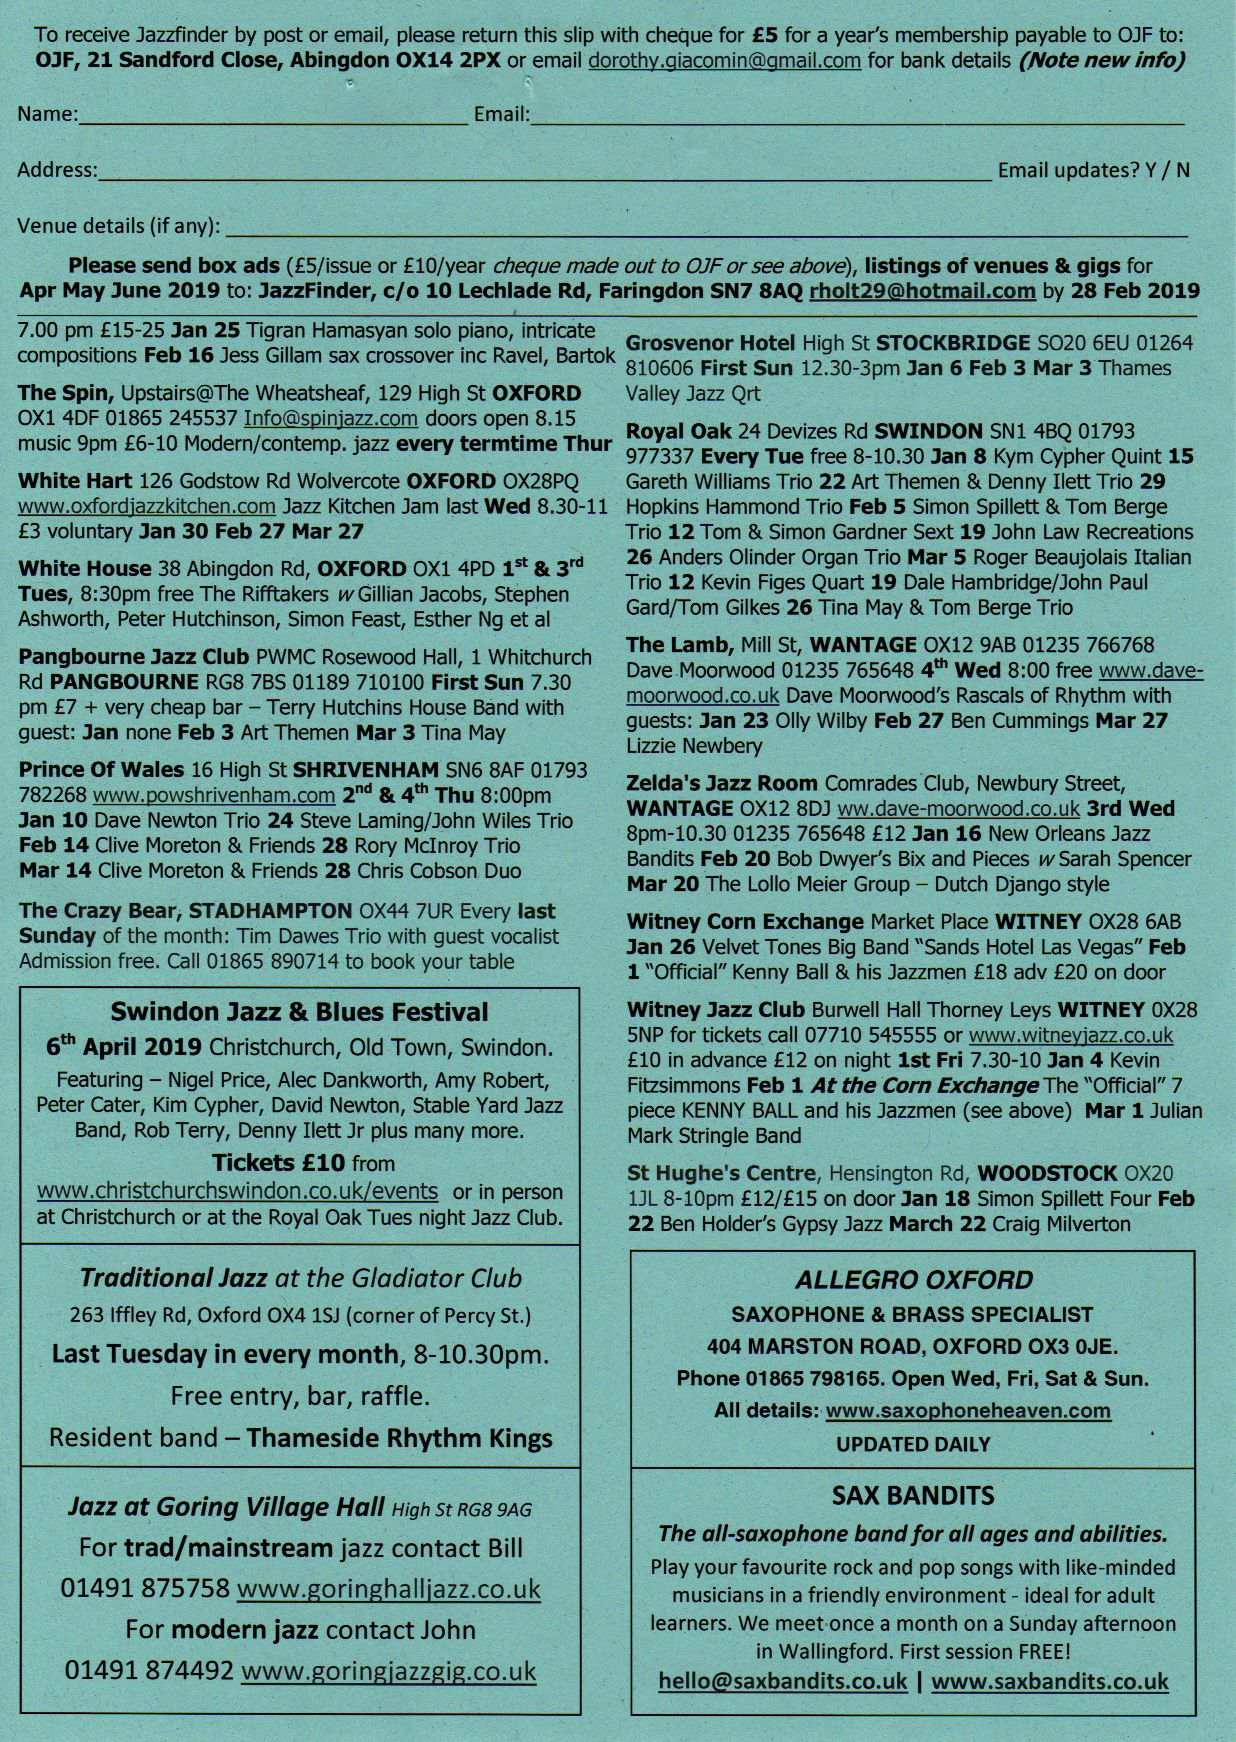 To receive Jazzfinder by post or email, please return this slip with cheque for £5 for a year's membership payable to OJF to:
OJF, 21 Sandford Close, Abingdon OX14 2PX or email dorothy.giacomin@gmail.com for bank details (Note new info)
Name: Email:
Address: Email updates? Y / N
Venue details (if any):
Please send box ads (£5/issue or £10/year cheque made out to OJF or see above), listings of venues & gigs for
Apr May June 2019 to: JazzFinder, c/o 10 Lechlade Rd, Faringdon SN7 8AQ rholt29@hotmail.com by 28 Feb 2019
7.00 pm £15-25 Jan 25 Tigran Hamasyan solo piano, intricate
compositions Feb 16 Jess Gillam sax crossover inc Ravel, Bartok
The Spin, Upstairs@The Wheatsheaf, 129 High St OXFORD
OX1 4DF 01865 245537 Info@spinjazz.com doors open 8.15
music 9pm £6-10 Modern/contemp. jazz every termtime Thur
White Hart 126 Godstow Rd Wolvercote OXFORD OX28PQ
www.oxfordjazzkitchen.com Jazz Kitchen Jam last Wed 8.30-11
£3 voluntary Jan 30 Feb 27 Mar 27
White House 38 Abingdon Rd, OXFORD OX1 4PD 1st & 3rd
Tues, 8:30pm free The Rifftakers w Gillian Jacobs, Stephen
Ashworth, Peter Hutchinson, Simon Feast, Esther Ng et al
Pangbourne Jazz Club PWMC Rosewood Hall, 1 Whitchurch
Rd PANGBOURNE RG8 7BS 01189 710100 First Sun 7.30
pm £7 + very cheap bar – Terry Hutchins House Band with
guest: Jan none Feb 3 Art Themen Mar 3 Tina May
Prince Of Wales 16 High St SHRIVENHAM SN6 8AF 01793
782268 www.powshrivenham.com 2nd & 4th Thu 8:00pm
Jan 10 Dave Newton Trio 24 Steve Laming/John Wiles Trio
Feb 14 Clive Moreton & Friends 28 Rory McInroy Trio
Mar 14 Clive Moreton & Friends 28 Chris Cobson Duo
The Crazy Bear, STADHAMPTON OX44 7UR Every last
Sunday of the month: Tim Dawes Trio with guest vocalist
Admission free. Call 01865 890714 to book your table
Swindon Jazz & Blues Festival
6th April 2019 Christchurch, Old Town, Swindon.
Featuring – Nigel Price, Alec Dankworth, Amy Robert,
Peter Cater, Kim Cypher, David Newton, Stable Yard Jazz
Band, Rob Terry, Denny Ilett Jr plus many more.
Tickets £10 from
www.christchurchswindon.co.uk/events or in person
at Christchurch or at the Royal Oak Tues night Jazz Club.
Traditional Jazz at the Gladiator Club
263 Iffley Rd, Oxford OX4 1SJ (corner of Percy St.)
Last Tuesday in every month, 8-10.30pm.
Free entry, bar, raffle.
Resident band – Thameside Rhythm Kings
Jazz at Goring Village Hall High St RG8 9AG
For trad/mainstream jazz contact Bill
01491 875758 www.goringhalljazz.co.uk
For modern jazz contact John
01491 874492 www.goringjazzgig.co.uk
Grosvenor Hotel High St STOCKBRIDGE SO20 6EU 01264
810606 First Sun 12.30-3pm Jan 6 Feb 3 Mar 3 Thames
Valley Jazz Qrt
Royal Oak 24 Devizes Rd SWINDON SN1 4BQ 01793
977337 Every Tue free 8-10.30 Jan 8 Kym Cypher Quint 15
Gareth Williams Trio 22 Art Themen & Denny Ilett Trio 29
Hopkins Hammond Trio Feb 5 Simon Spillett & Tom Berge
Trio 12 Tom & Simon Gardner Sext 19 John Law Recreations
26 Anders Olinder Organ Trio Mar 5 Roger Beaujolais Italian
Trio 12 Kevin Figes Quart 19 Dale Hambridge/John Paul
Gard/Tom Gilkes 26 Tina May & Tom Berge Trio
The Lamb, Mill St, WANTAGE OX12 9AB 01235 766768
Dave Moorwood 01235 765648 4th Wed 8:00 free www.dave-
moorwood.co.uk Dave Moorwood's Rascals of Rhythm with
guests: Jan 23 Olly Wilby Feb 27 Ben Cummings Mar 27
Lizzie Newbery
Zelda's Jazz Room Comrades Club, Newbury Street,
WANTAGE OX12 8DJ ww.dave-moorwood.co.uk 3rd Wed
8pm-10.30 01235 765648 £12 Jan 16 New Orleans Jazz
Bandits Feb 20 Bob Dwyer's Bix and Pieces w Sarah Spencer
Mar 20 The Lollo Meier Group – Dutch Django style
Witney Corn Exchange Market Place WITNEY OX28 6AB
Jan 26 Velvet Tones Big Band "Sands Hotel Las Vegas" Feb
1 "Official" Kenny Ball & his Jazzmen £18 adv £20 on door
Witney Jazz Club Burwell Hall Thorney Leys WITNEY 0X28
5NP for tickets call 07710 545555 or www.witneyjazz.co.uk
£10 in advance £12 on night 1st Fri 7.30-10 Jan 4 Kevin
Fitzsimmons Feb 1 At the Corn Exchange The "Official" 7
piece KENNY BALL and his Jazzmen (see above) Mar 1 Julian
Mark Stringle Band
St Hughe's Centre, Hensington Rd, WOODSTOCK OX20
1JL 8-10pm £12/£15 on door Jan 18 Simon Spillett Four Feb
22 Ben Holder's Gypsy Jazz March 22 Craig Milverton
ALLEGRO OXFORD
SAXOPHONE & BRASS SPECIALIST
404 MARSTON ROAD, OXFORD OX3 0JE.
Phone 01865 798165. Open Wed, Fri, Sat & Sun.
All details: www.saxophoneheaven.com
UPDATED DAILY
SAX BANDITS
The all-saxophone band for all ages and abilities.
Play your favourite rock and pop songs with like-minded
musicians in a friendly environment - ideal for adult
learners. We meet once a month on a Sunday afternoon
in Wallingford. First session FREE!
hello@saxbandits.co.uk | www.saxbandits.co.uk